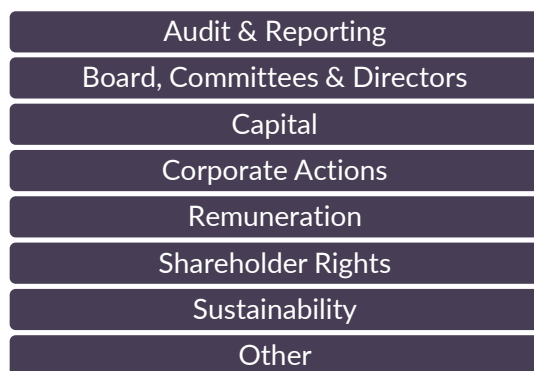 Audit & Reporting
Board, Committees & Directors
Capital
Corporate Actions
Remuneration
Shareholder Rights
Sustainability
Other